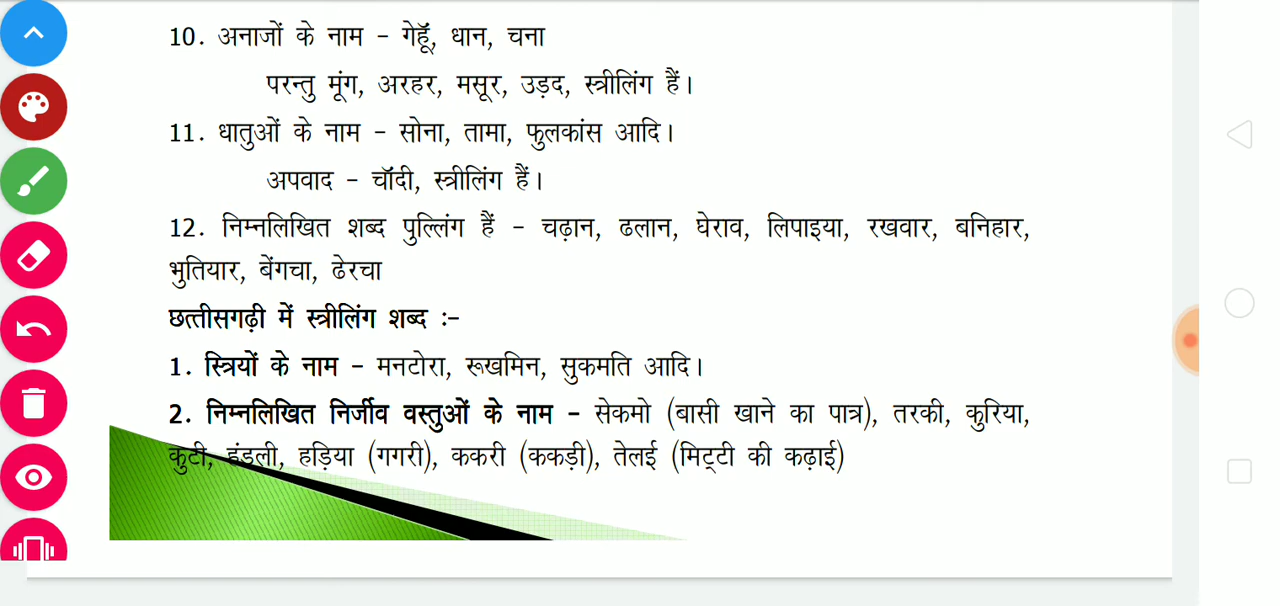 10. अनाजों के नाम – गेहूॅं, धान, चना
परन्तु मूंग, अरहर, मसूर, उड़द, स्त्रीलिंग हैं।
11. धातुओं के नाम – सोना, तामा, फुलकांस आदि।
अपवाद – चॉंदी, स्त्रीलिंग हैं।
12. निम्नलिखित शब्द पुल्लिंग हैं – चढ़ान, ढलान, घेराव, लिपाइया, रखवार, बनिहार,
भुतियार, बेंगचा, ढेरचा
छत्तीसगढ़ी में स्त्रीलिंग शब्द :–
1. स्त्रियों के नाम – मनटोरा, रूखमिन, सुकमति आदि।
2. निम्नलिखित निर्जीव वस्तुओं के नाम – सेकमो (बासी खाने का पात्र), तरकी, कुरिया,
कुटी, हंडली, हड़िया (गगरी), ककरी (ककड़ी), तेलई (मिट्टी की कढ़ाई)